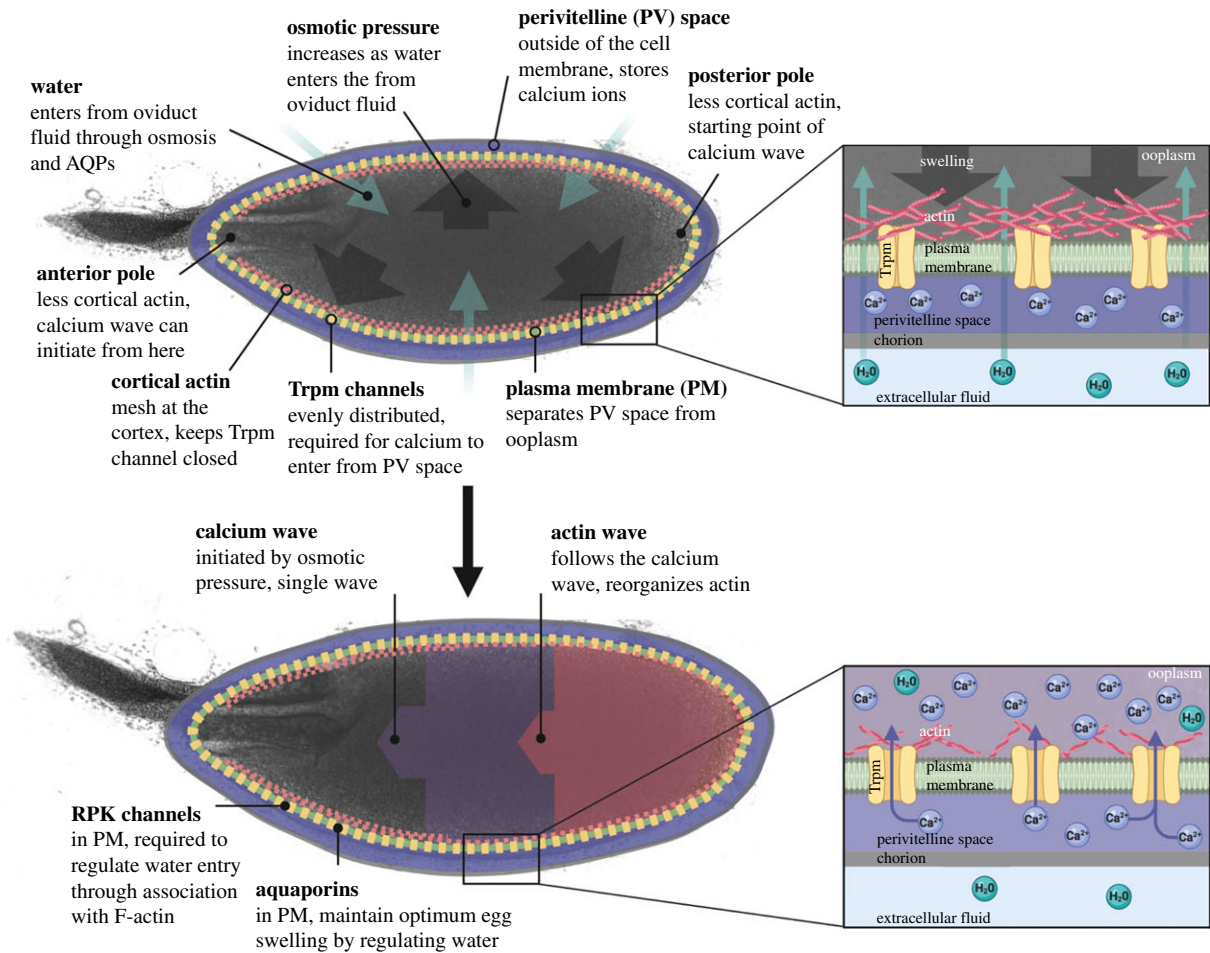 osmotic pressure
increases as water
enters the from
oviduct fluid
perivitelline (PV) space
outside of the cell
membrane, stores
calcium ions
posterior pole
less cortical actin,
starting point of
calcium wave
water
enters from oviduct
fluid through osmosis
and AQPs
anterior pole
less cortical actin,
calcium wave can
initiate from here
cortical actin
mesh at the
cortex, keeps Trpm
channel closed
Trpm channels
evenly distributed,
required for calcium to
enter from PV space
plasma membrane (PM)
separates PV space from
ooplasm
swelling
ooplasm
actin
Trpm
plasma
membrane
Ca²⁺
Ca²⁺
Ca²⁺
Ca²⁺
Ca²⁺
Ca²⁺
Ca²⁺
perivitelline space
chorion
H₂0
H₂0
H₂0
H₂0
extracellular fluid
calcium wave
initiated by osmotic
pressure, single wave
actin wave
follows the calcium
wave, reorganizes actin
RPK channels
in PM, required to
regulate water entry
through association
with F-actin
aquaporins
in PM, maintain optimum egg
swelling by regulating water
ooplasm
Ca²⁺
H₂0
Ca²⁺
Ca²⁺
Ca²⁺
Ca²⁺
Ca²⁺
Ca²⁺
Ca²⁺
Ca²⁺
H₂0
actin
Trpm
plasma
membrane
Ca²⁺
Ca²⁺
Ca²⁺
Ca²⁺
Ca²⁺
perivitelline space
chorion
H₂0
H₂0
extracellular fluid